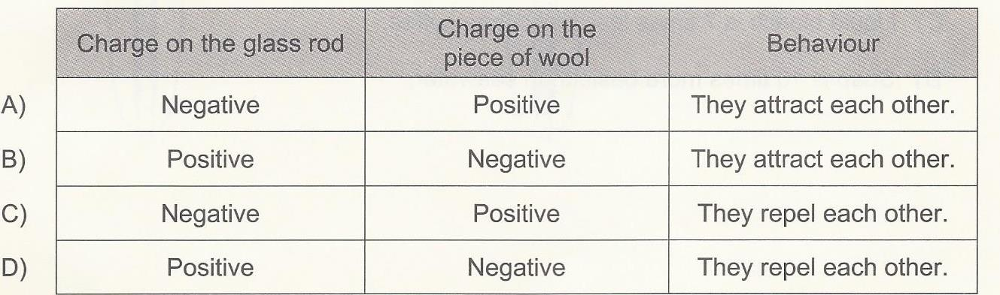 Charge on the glass rod
Charge on the
piece of wool
Behaviour
A) Negative Positive They attract each other.
B) Positive Negative They attract each other.
C) Negative Positive They repel each other.
D) Positive Negative They repel each other.